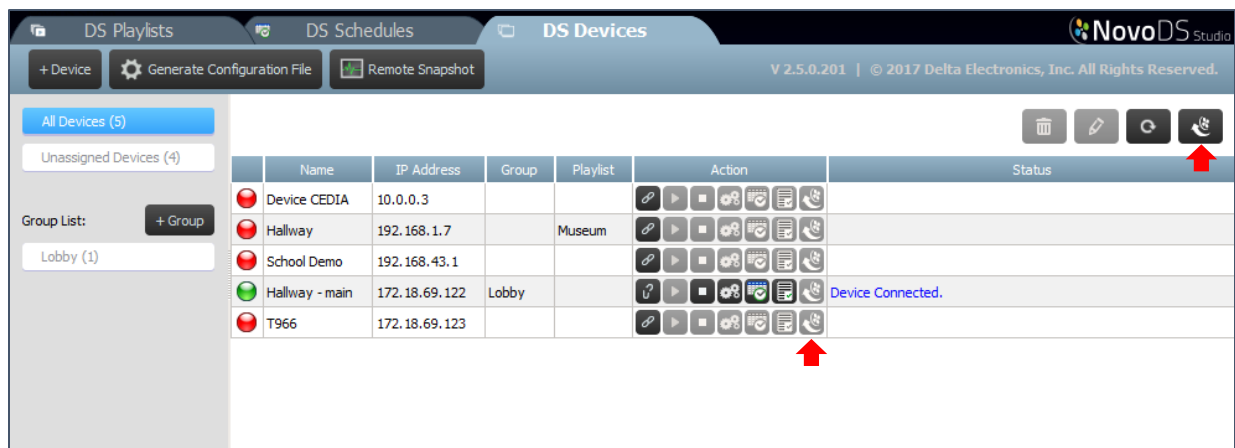 DS Playlists DS Schedules DS Devices NovoDS Studio
+ Device Generate Configuration File Remote Snapshot V 2.5.0.201 | © 2017 Delta Electronics, Inc. All Rights Reserved.
All Devices (5)
Unassigned Devices (4)
Group List: + Group
Lobby (1)
Name IP Address Group Playlist Action Status
Device CEDIA 10.0.0.3
Hallway 192.168.1.7 Museum
School Demo 192.168.43.1
Hallway - main 172.18.69.122 Lobby Device Connected.
T966 172.18.69.123